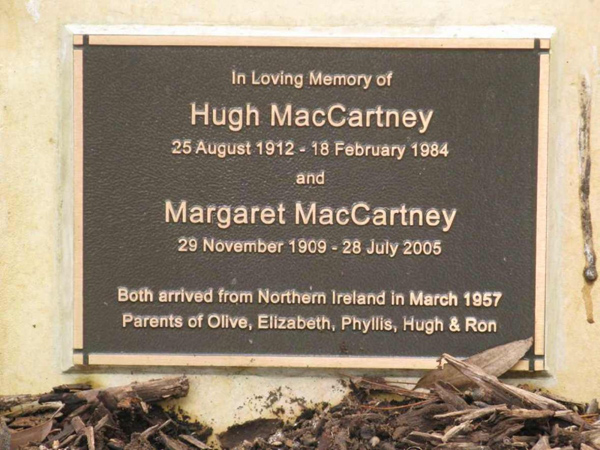 In Loving Memory of
Hugh MacCartney
25 August 1912 - 18 February 1984
and
Margaret MacCartney
29 November 1909 - 28 July 2005
Both arrived from Northern Ireland in March 1957
Parents of Olive, Elizabeth, Phyllis, Hugh & Ron